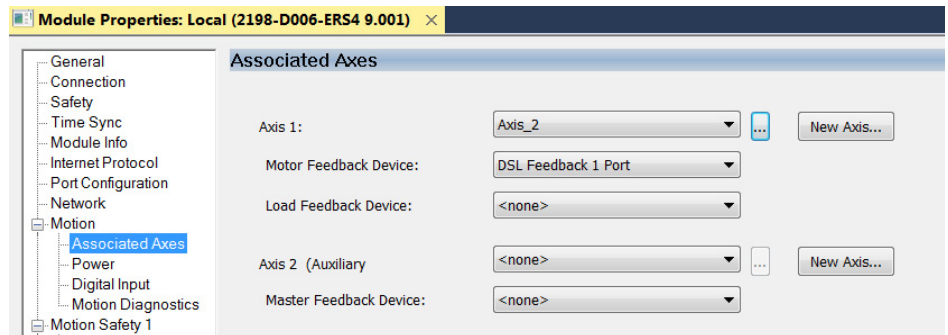 Module Properties: Local (2198-D006-ERS4 9.001) ×
General
Connection
Safety
Time Sync
Module Info
Internet Protocol
Port Configuration
Network
Motion
Associated Axes
Power
Digital Input
Motion Diagnostics
Motion Safety 1
Associated Axes
Axis 1: Axis_2 ... New Axis...
Motor Feedback Device: DSL Feedback 1 Port
Load Feedback Device: <none>
Axis 2 (Auxiliary <none> ... New Axis...
Master Feedback Device: <none>